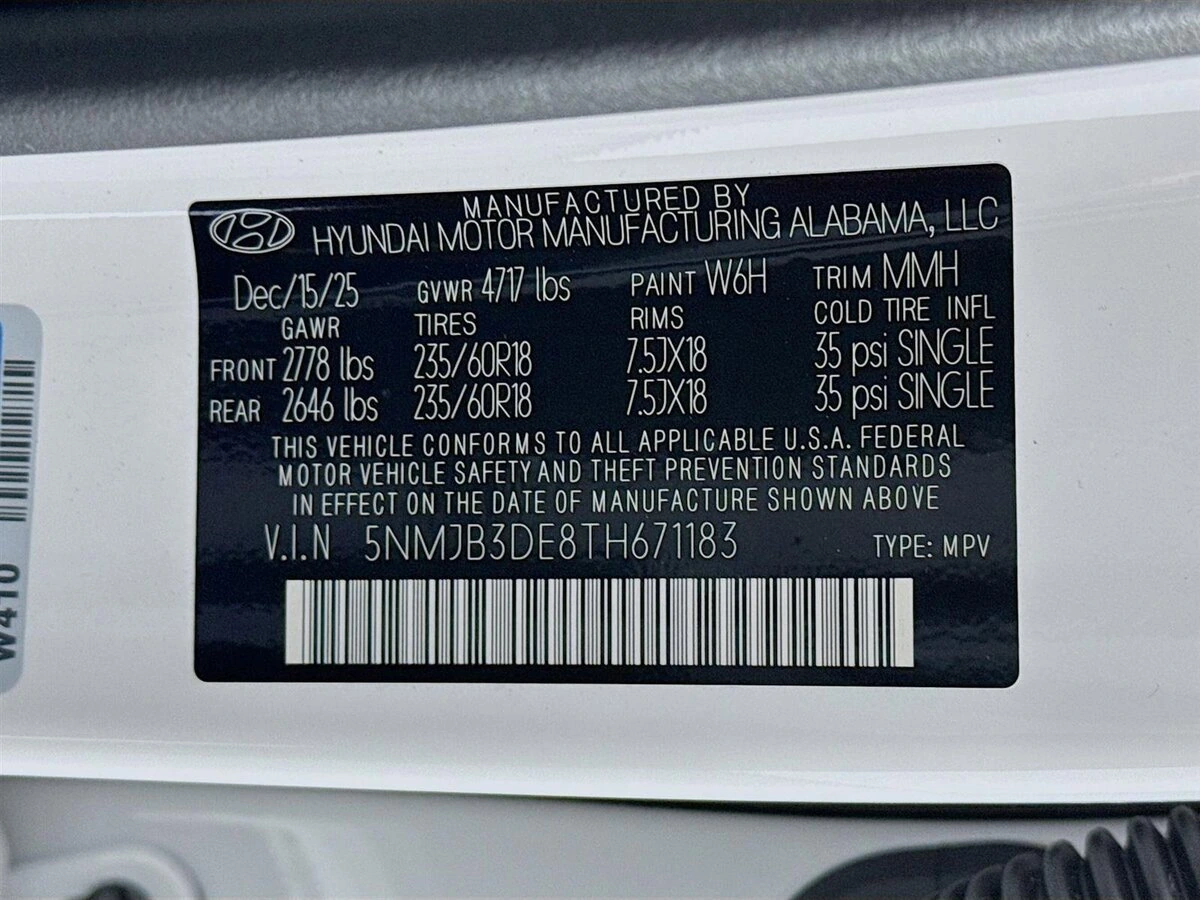 MANUFACTURED BY
HYUNDAI MOTOR MANUFACTURING ALABAMA, LLC
Dec/15/25 GVWR 4717 lbs PAINT W6H TRIM MMH
GAWR TIRES RIMS COLD TIRE INFL
FRONT 2778 lbs 235/60R18 7.5JX18 35 psi SINGLE
REAR 2646 lbs 235/60R18 7.5JX18 35 psi SINGLE
THIS VEHICLE CONFORMS TO ALL APPLICABLE U.S.A. FEDERAL
MOTOR VEHICLE SAFETY AND THEFT PREVENTION STANDARDS
IN EFFECT ON THE DATE OF MANUFACTURE SHOWN ABOVE
V.I.N 5NMJB3DE8TH671183 TYPE: MPV
W410